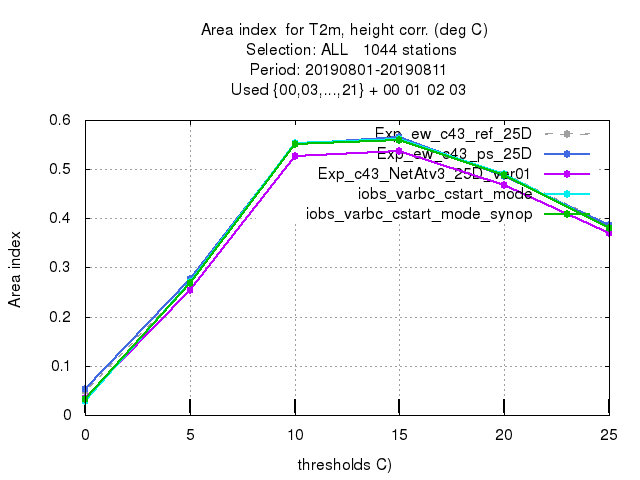 Area index  for T2m, height corr. (deg C)
Selection: ALL   1044 stations
Period: 20190801-20190811
Used {00,03,...,21} + 00 01 02 03
0.6
0.5
0.4
0.3
0.2
0.1
0
Area index
Exp_ew_c43_ref_25D
Exp_ew_c43_ps_25D
Exp_c43_NetAtv3_25D_ver01
iobs_varbc_cstart_mode
iobs_varbc_cstart_mode_synop
0 5 10 15 20 25
thresholds C)